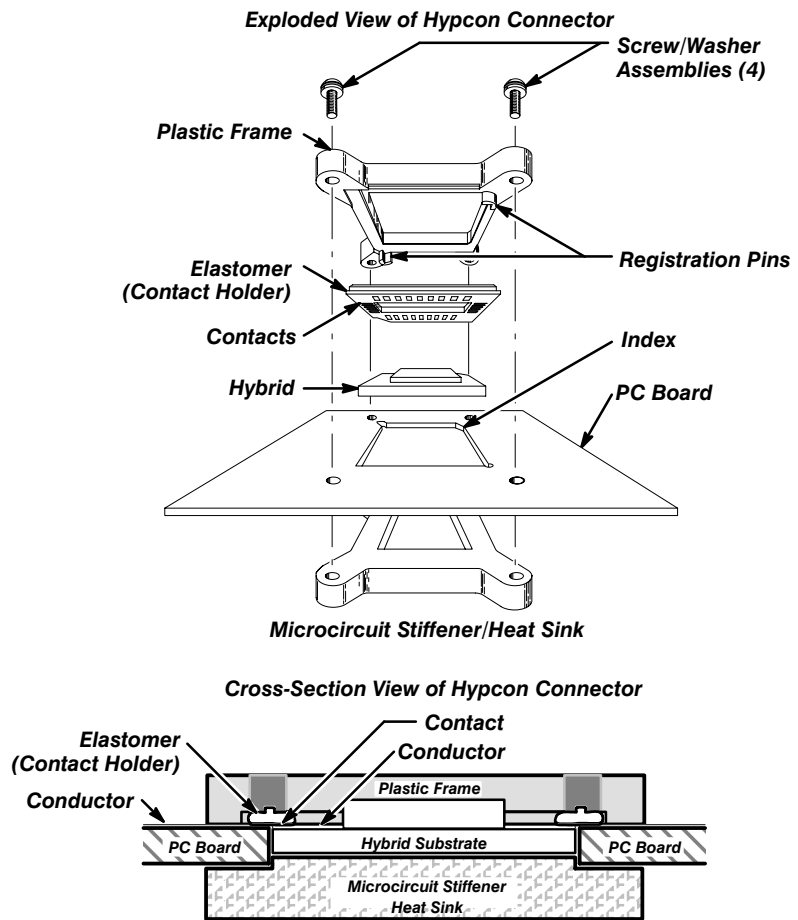 Exploded View of Hypcon Connector
Screw/Washer
Assemblies (4)
Plastic Frame
Registration Pins
Elastomer
(Contact Holder)
Contacts
Index
Hybrid
PC Board
Microcircuit Stiffener/Heat Sink
Cross-Section View of Hypcon Connector
Contact
Elastomer
(Contact Holder)
Conductor
Conductor
Plastic Frame
PC Board
Hybrid Substrate
PC Board
Microcircuit Stiffener
Heat Sink